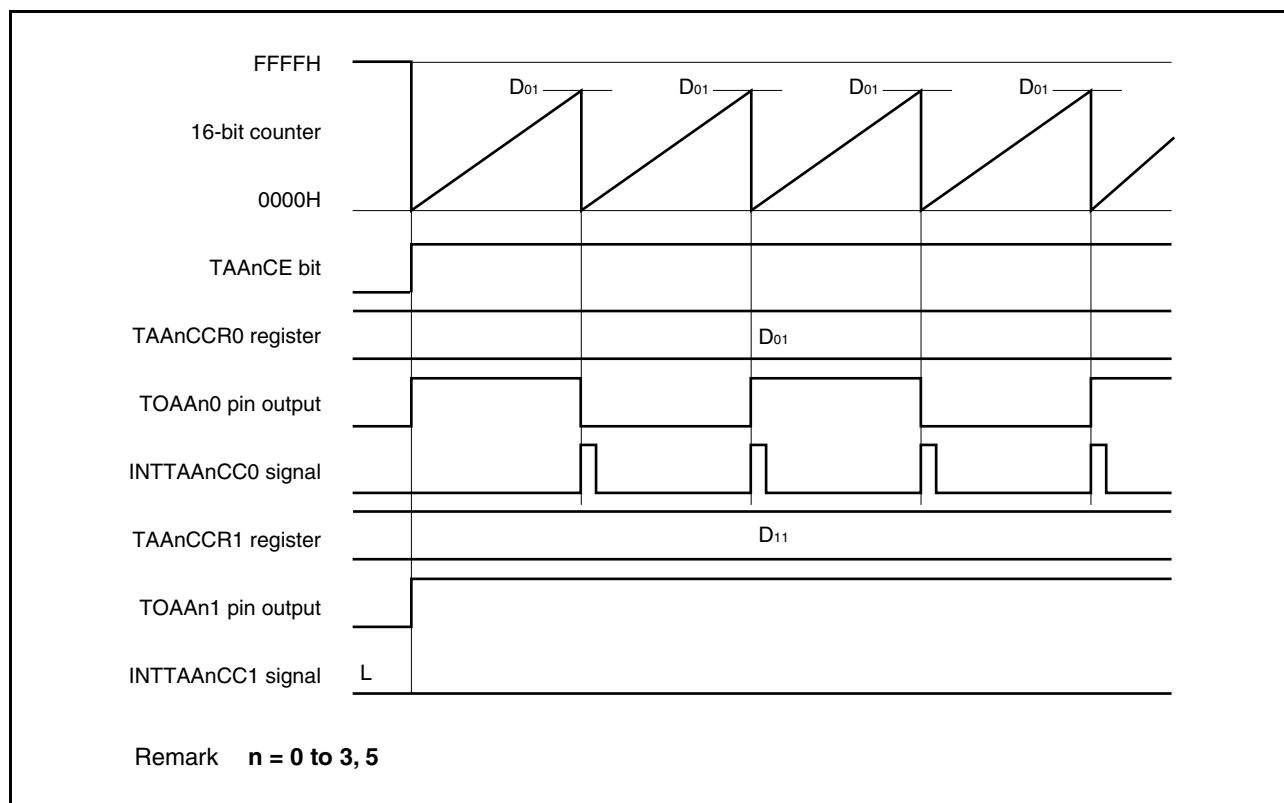 FFFFH
D01 D01 D01 D01
16-bit counter
0000H
TAAnCE bit
TAAnCCR0 register D01
TOAAn0 pin output
INTTAAnCC0 signal
TAAnCCR1 register D11
TOAAn1 pin output
INTTAAnCC1 signal L
Remark n = 0 to 3, 5